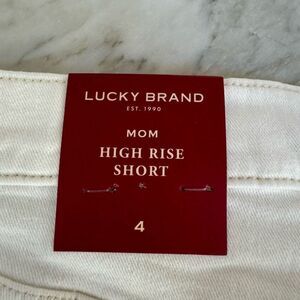 LUCKY BRAND
EST. 1990
MOM
HIGH RISE
SHORT
4